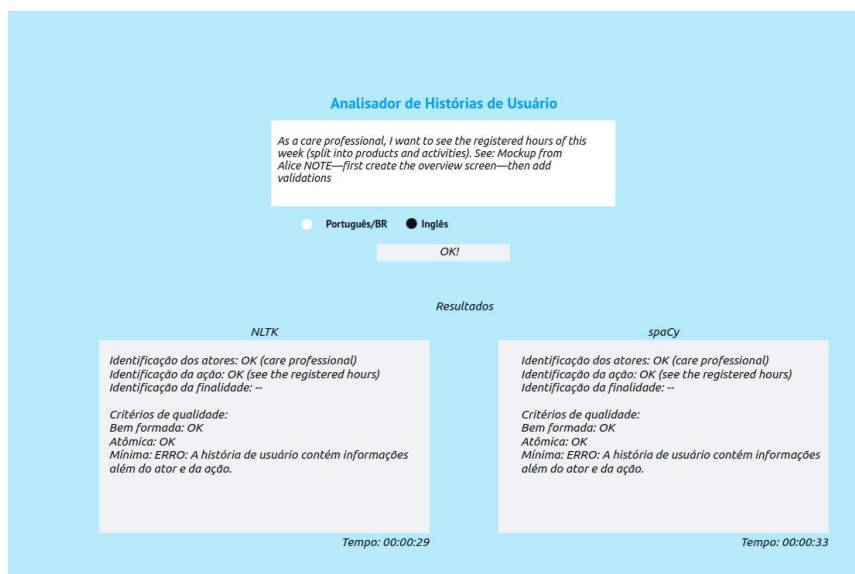 Analisador de Histórias de Usuário
As a care professional, I want to see the registered hours of this
week (split into products and activities). See: Mockup from
Alice NOTE—first create the overview screen—then add
validations
Português/BR Inglês
OK!
Resultados
NLTK
Identificação dos atores: OK (care professional)
Identificação da ação: OK (see the registered hours)
Identificação da finalidade: --
Critérios de qualidade:
Bem formada: OK
Atômica: OK
Mínima: ERRO: A história de usuário contém informações
além do ator e da ação.
Tempo: 00:00:29
spaCy
Identificação dos atores: OK (care professional)
Identificação da ação: OK (see the registered hours)
Identificação da finalidade: --
Critérios de qualidade:
Bem formada: OK
Atômica: OK
Mínima: ERRO: A história de usuário contém informações
além do ator e da ação.
Tempo: 00:00:33